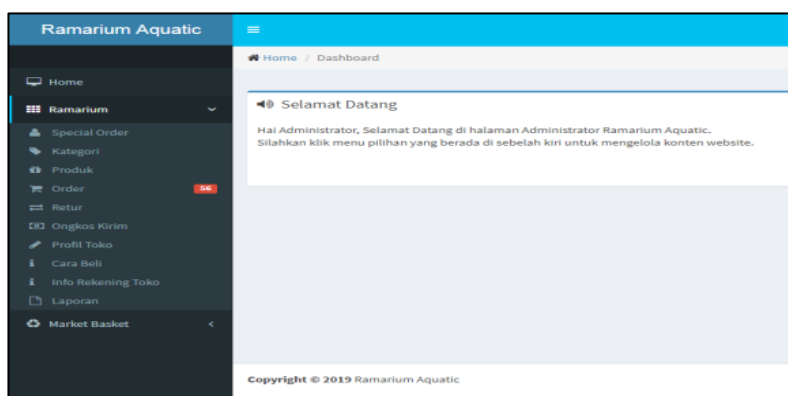 Ramarium Aquatic
Home / Dashboard
Home
Ramarium
Special Order
Kategori
Produk
Order 56
Retur
Ongkos Kirim
Profil Toko
Cara Beli
Info Rekening Toko
Laporan
Market Basket
Selamat Datang
Hai Administrator, Selamat Datang di halaman Administrator Ramarium Aquatic.
Silahkan klik menu pilihan yang berada di sebelah kiri untuk mengelola konten website.
Copyright © 2019 Ramarium Aquatic